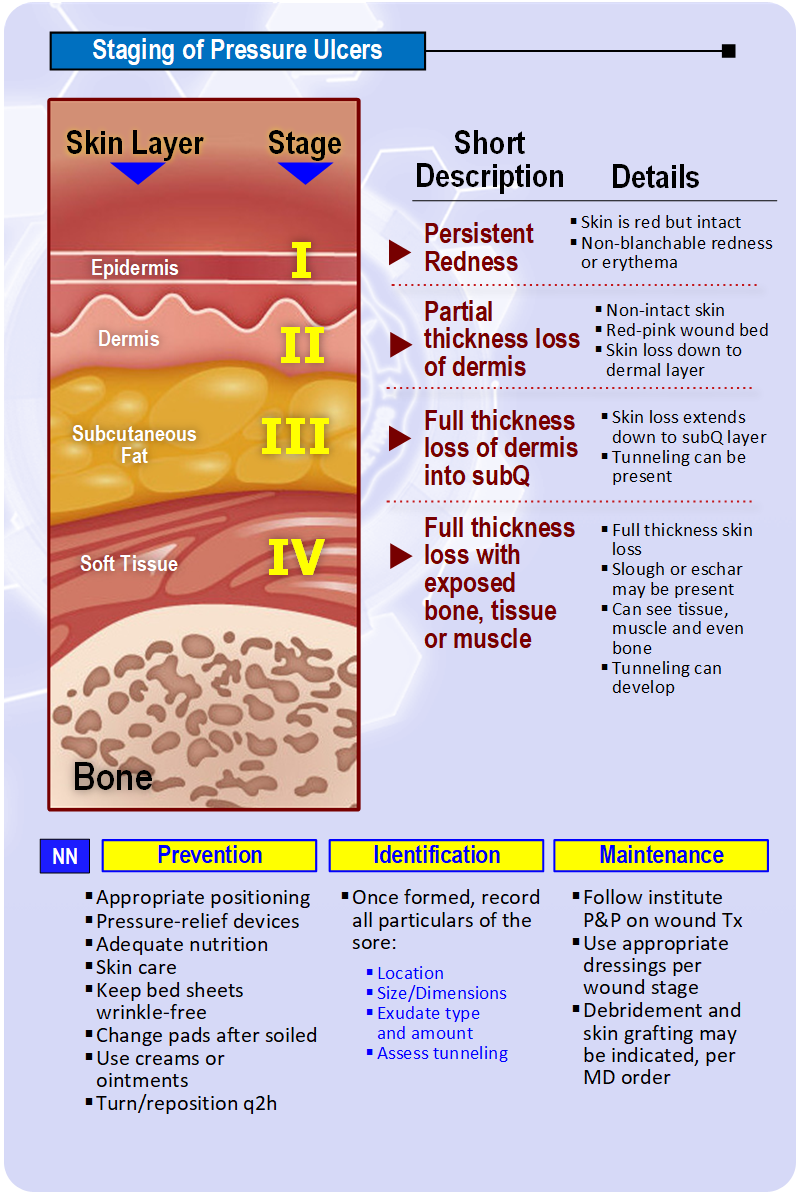 Staging of Pressure Ulcers
Skin Layer
Stage
Short
Description
Details
Epidermis
I
Persistent
Redness
▪ Skin is red but intact
▪ Non-blanchable redness
or erythema
Dermis
II
Partial
thickness loss
of dermis
▪ Non-intact skin
▪ Red-pink wound bed
▪ Skin loss down to
dermal layer
Subcutaneous
Fat
III
Full thickness
loss of dermis
into subQ
▪ Skin loss extends
down to subQ layer
▪ Tunneling can be
present
Soft Tissue
IV
Full thickness
loss with
exposed
bone, tissue
or muscle
▪ Full thickness skin
loss
▪ Slough or eschar
may be present
▪ Can see tissue,
muscle and even
bone
▪ Tunneling can
develop
Bone
NN
Prevention
▪ Appropriate positioning
▪ Pressure-relief devices
▪ Adequate nutrition
▪ Skin care
▪ Keep bed sheets
wrinkle-free
▪ Change pads after soiled
▪ Use creams or
ointments
▪ Turn/reposition q2h
Identification
▪ Once formed, record
all particulars of the
sore:
▪ Location
▪ Size/Dimensions
▪ Exudate type
and amount
▪ Assess tunneling
Maintenance
▪ Follow institute
P&P on wound Tx
▪ Use appropriate
dressings per
wound stage
▪ Debridement and
skin grafting may
be indicated, per
MD order